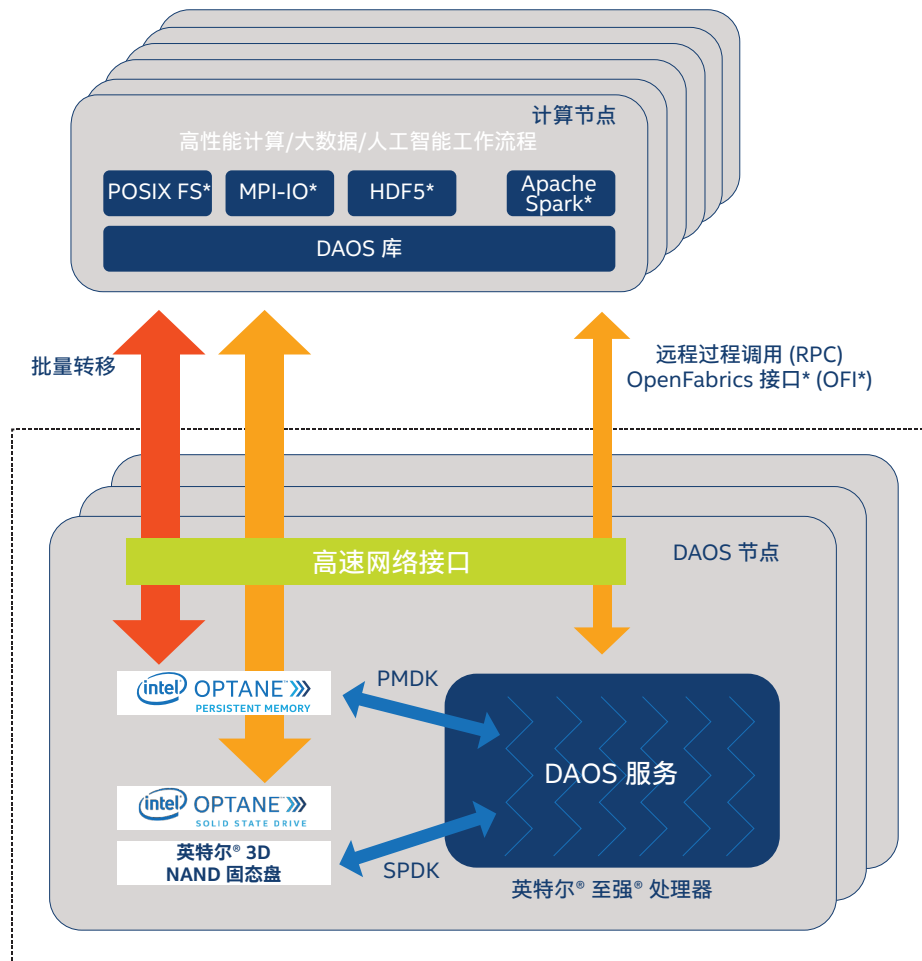 计算节点
高性能计算/大数据/人工智能工作流程
POSIX FS*
MPI-IO*
HDF5*
Apache
Spark*
DAOS 库
批量转移
远程过程调用 (RPC)
OpenFabrics 接口* (OFI*)
高速网络接口
DAOS 节点
intel OPTANE™
PERSISTENT MEMORY
PMDK
DAOS 服务
intel OPTANE™
SOLID STATE DRIVE
英特尔® 3D
NAND 固态盘
SPDK
英特尔® 至强® 处理器